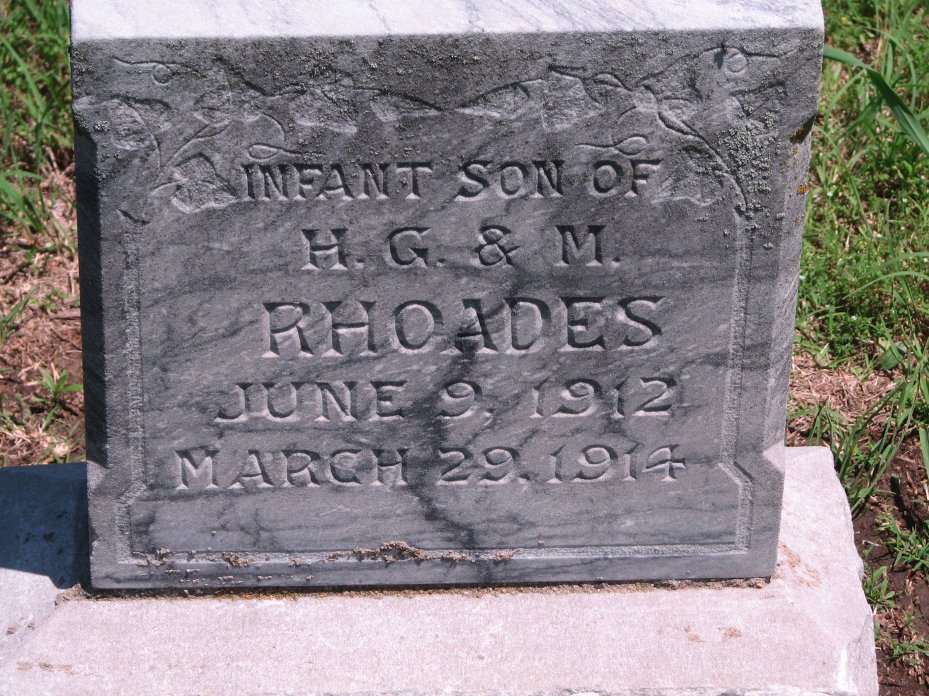 INFANT SON OF
H. G. & M.
RHOADES
JUNE 9, 1912
MARCH 29, 1914